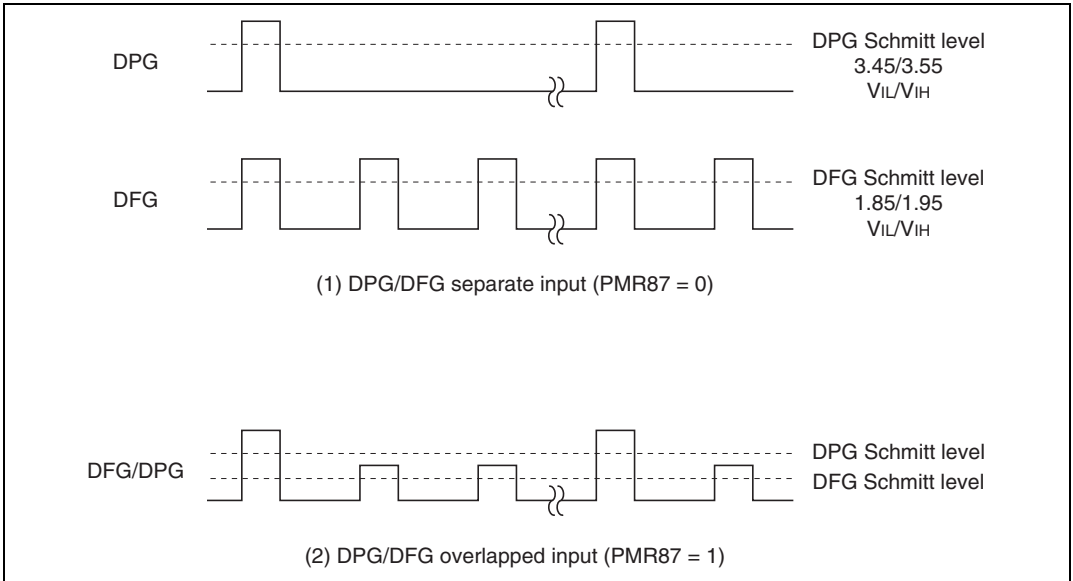 DPG
DPG Schmitt level
3.45/3.55
VIL/VIH
DFG
DFG Schmitt level
1.85/1.95
VIL/VIH
(1) DPG/DFG separate input (PMR87 = 0)
DFG/DPG
DPG Schmitt level
DFG Schmitt level
(2) DPG/DFG overlapped input (PMR87 = 1)